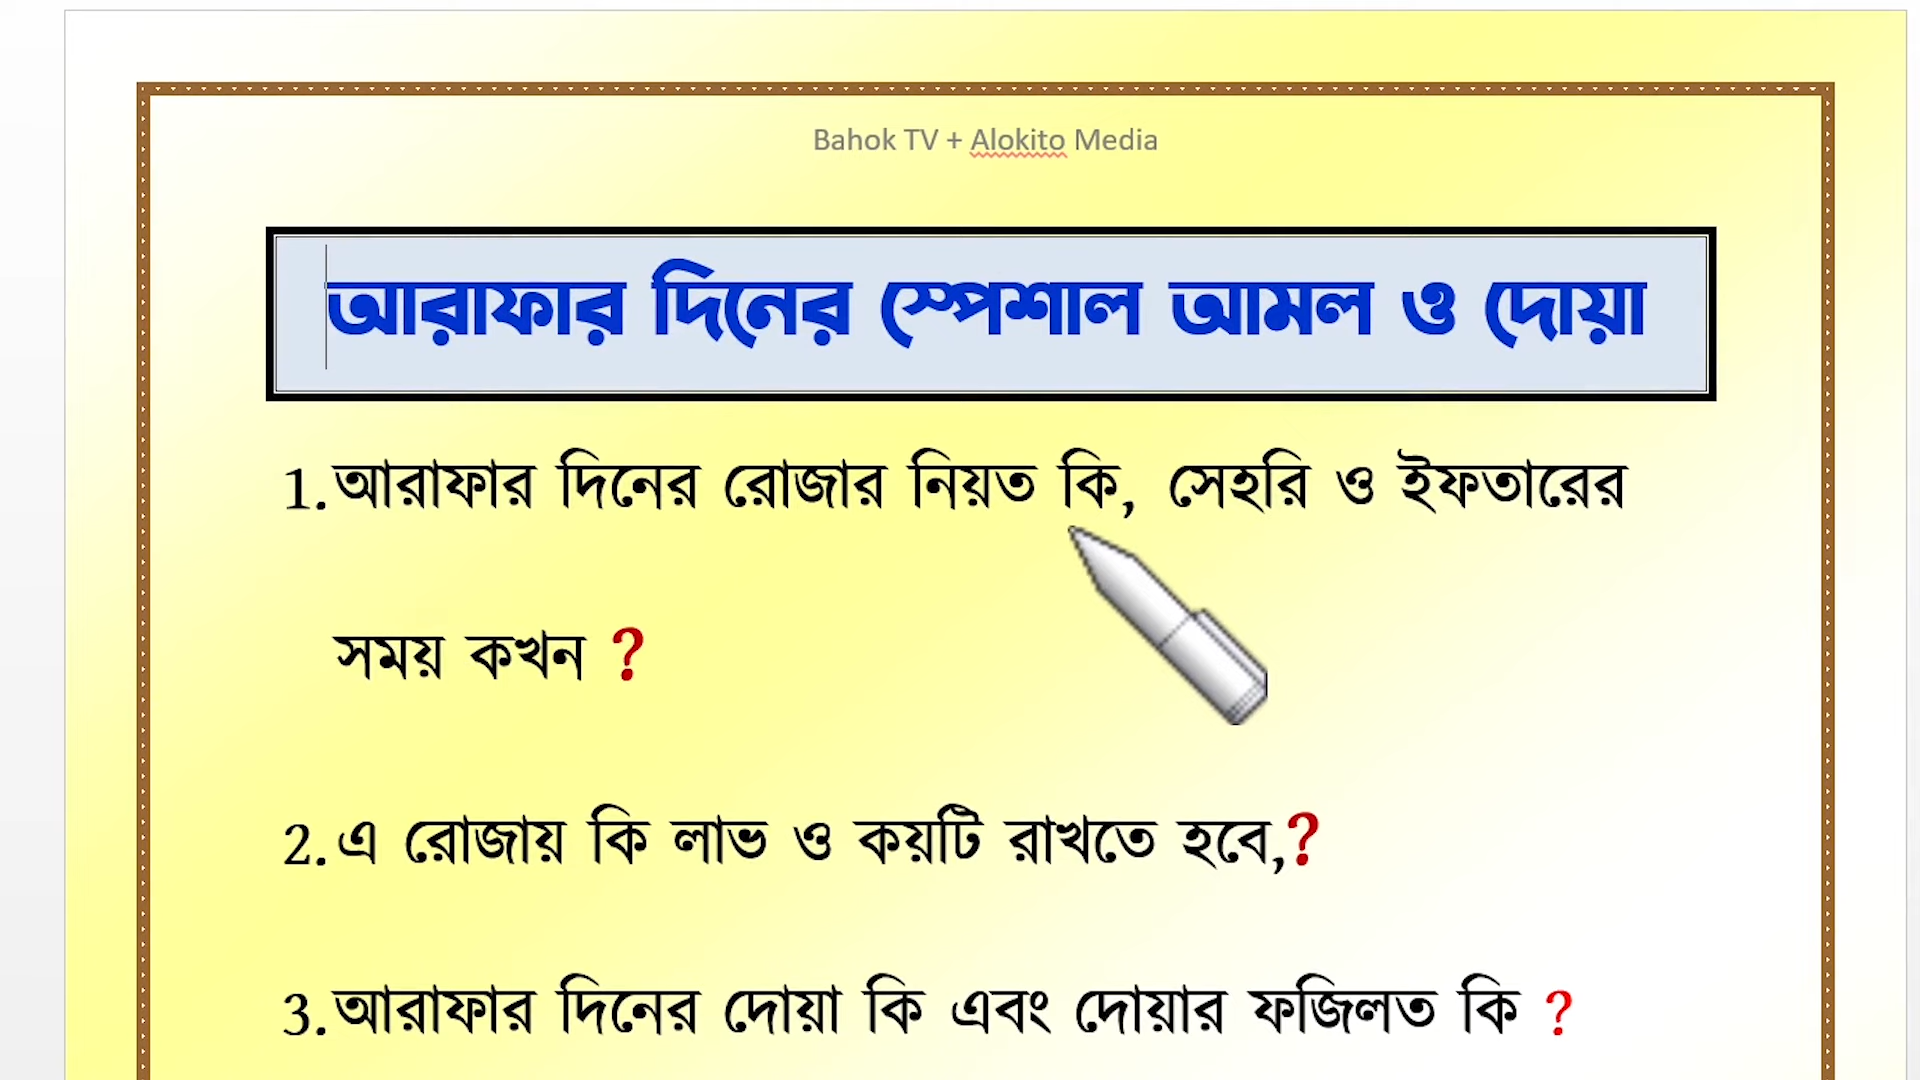 Bahok TV + Alokito Media
আরাফার দিনের স্পেশাল আমল ও দোয়া
1. আরাফার দিনের রোজার নিয়ত কি, সেহরি ও ইফতারের
সময় কখন ?
2. এ রোজায় কি লাভ ও কয়টি রাখতে হবে,?
3. আরাফার দিনের দোয়া কি এবং দোয়ার ফজিলত কি ?